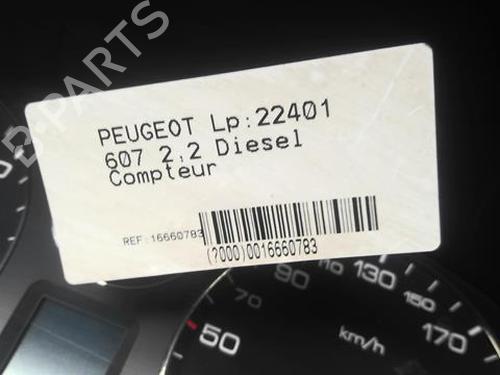 B-PARTS
PEUGEOT Lp:22401
607 2,2 Diesel
Compteur
REF:16660783
(?000)0016660783
50 70 90 110 130 150 170
km/h